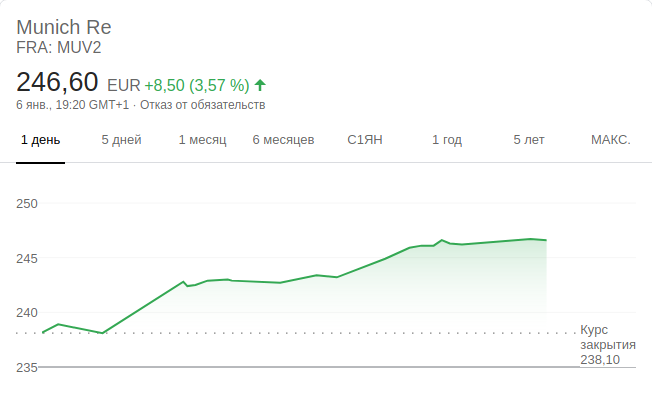 Munich Re
FRA: MUV2
246,60 EUR +8,50 (3,57 %)
6 янв., 19:20 GMT+1 · Отказ от обязательств
1 день 5 дней 1 месяц 6 месяцев С1ЯН 1 год 5 лет МАКС.
250
245
240
235
Курс
закрытия
238,10